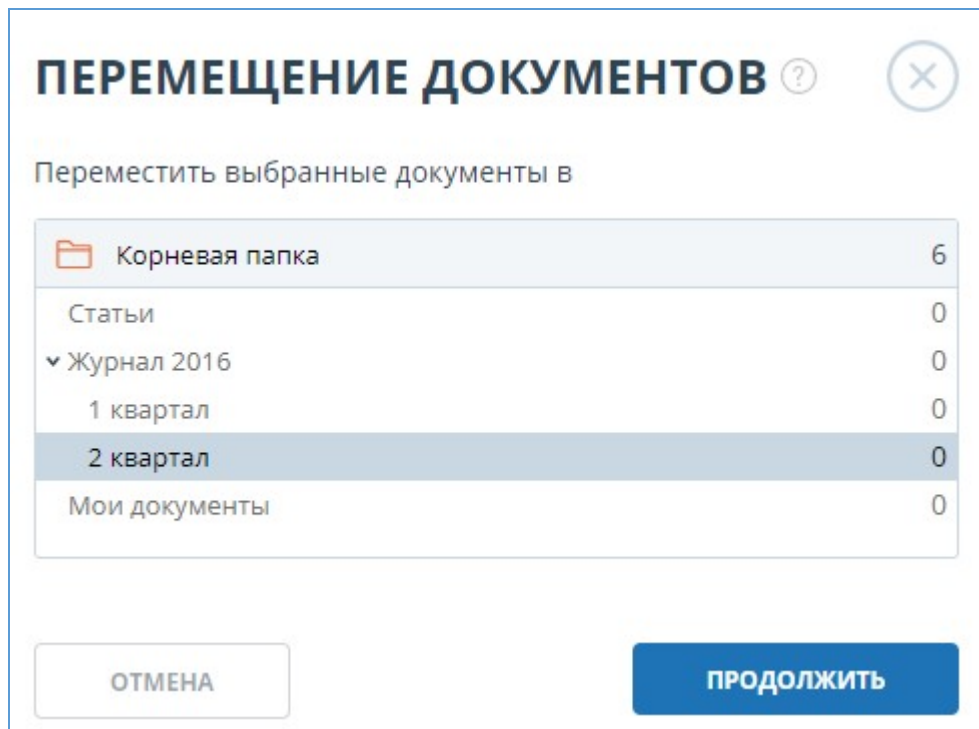 ПЕРЕМЕЩЕНИЕ ДОКУМЕНТОВ ?
Переместить выбранные документы в
Корневая папка 6
Статьи 0
Журнал 2016 0
1 квартал 0
2 квартал 0
Мои документы 0
ОТМЕНА ПРОДОЛЖИТЬ